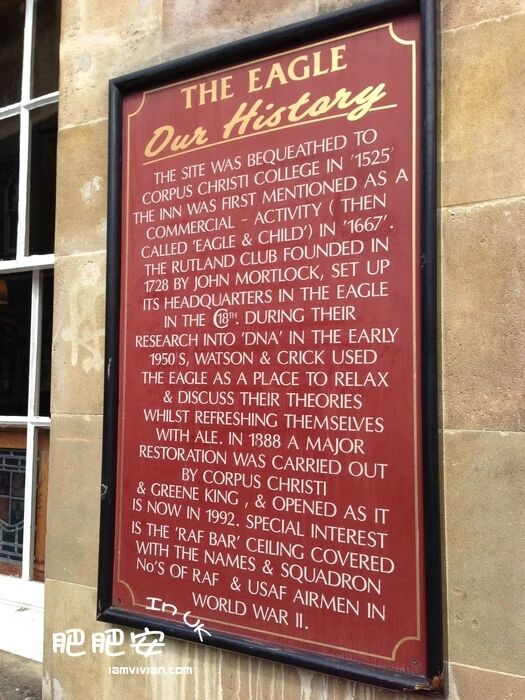 THE EAGLE
Our History
THE SITE WAS BEQUEATHED TO
CORPUS CHRISTI COLLEGE IN '1525'
THE INN WAS FIRST MENTIONED AS A
COMMERCIAL - ACTIVITY ( THEN
CALLED 'EAGLE & CHILD') IN '1667'.
THE RUTLAND CLUB FOUNDED IN
1728 BY JOHN MORTLOCK, SET UP
ITS HEADQUARTERS IN THE EAGLE
IN THE 18TH. DURING THEIR
RESEARCH INTO 'DNA' IN THE EARLY
1950'S, WATSON & CRICK USED
THE EAGLE AS A PLACE TO RELAX
& DISCUSS THEIR THEORIES
WHILST REFRESHING THEMSELVES
WITH ALE. IN 1888 A MAJOR
RESTORATION WAS CARRIED OUT
BY CORPUS CHRISTI
& GREENE KING , & OPENED AS IT
IS NOW IN 1992. SPECIAL INTEREST
IS THE 'RAF BAR' CEILING COVERED
WITH THE NAMES & SQUADRON
No'S OF RAF & USAF AIRMEN IN
WORLD WAR II.
肥肥安 In UK
iamvivian.com